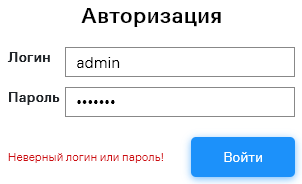 Авторизация
Логин admin
Пароль •••••••
Неверный логин или пароль! Войти